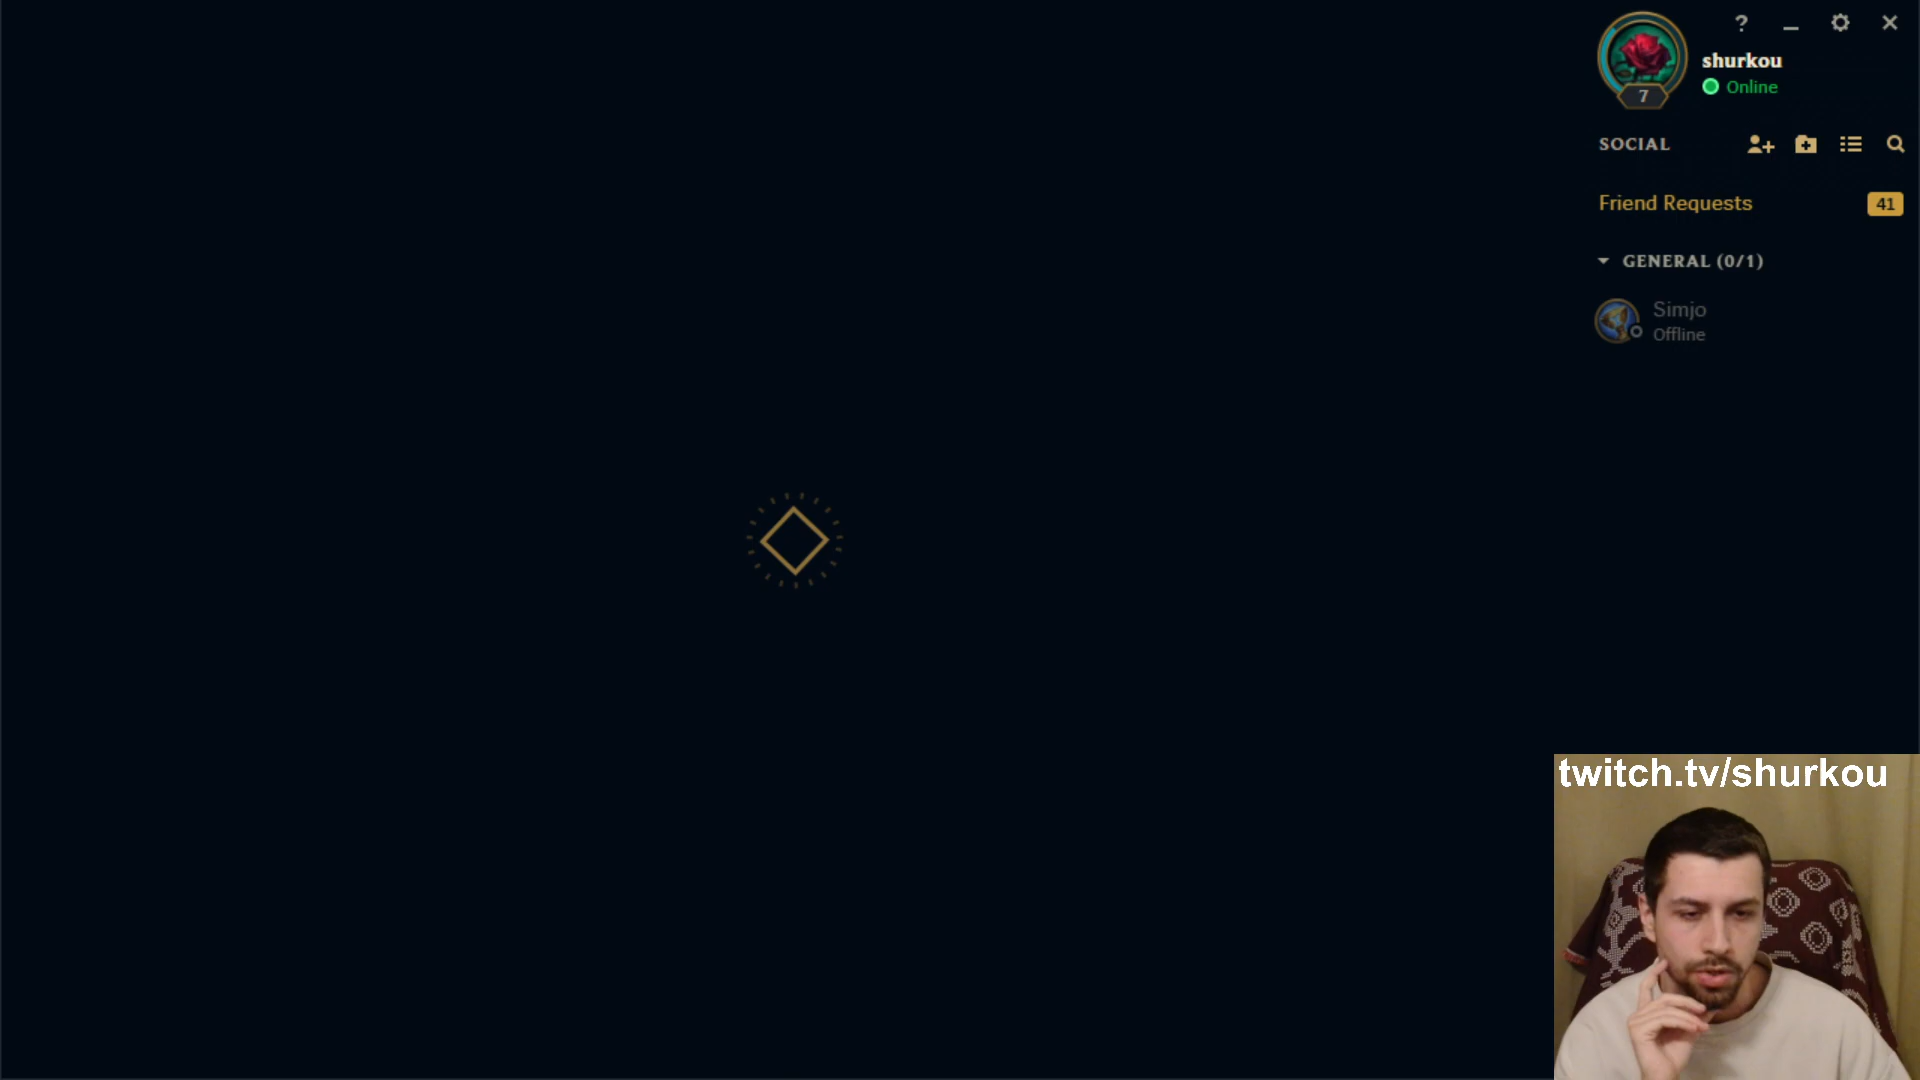 ?
shurkou
Online
7
SOCIAL
Friend Requests
41
GENERAL (0/1)
Simjo
Offline
twitch.tv/shurkou